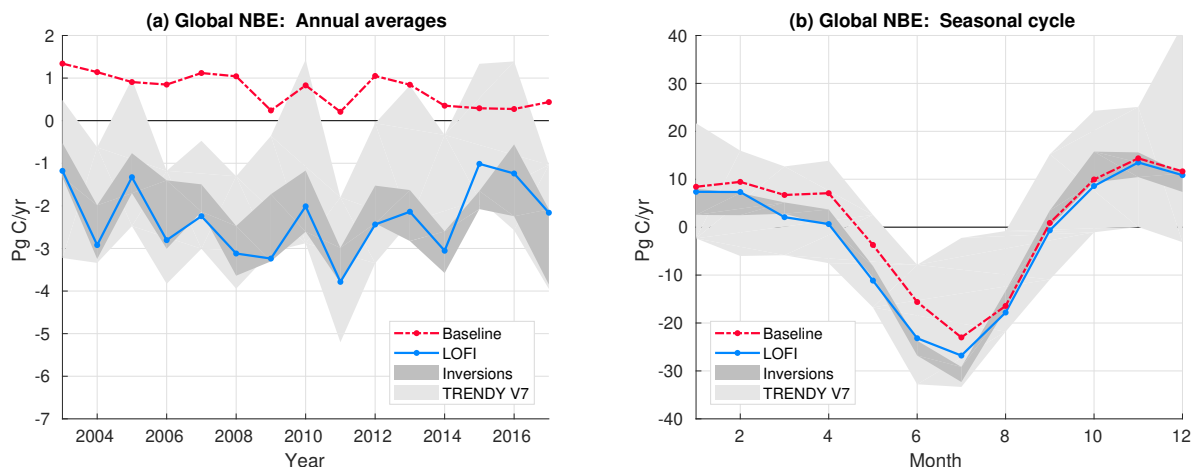 (a) Global NBE: Annual averages
2
1
0
-1
-2
-3
-4
-5
-6
-7
Pg C/yr
2004 2006 2008 2010 2012 2014 2016
Year
Baseline
LOFI
Inversions
TRENDY V7
(b) Global NBE: Seasonal cycle
40
30
20
10
0
-10
-20
-30
-40
Pg C/yr
2 4 6 8 10 12
Month
Baseline
LOFI
Inversions
TRENDY V7